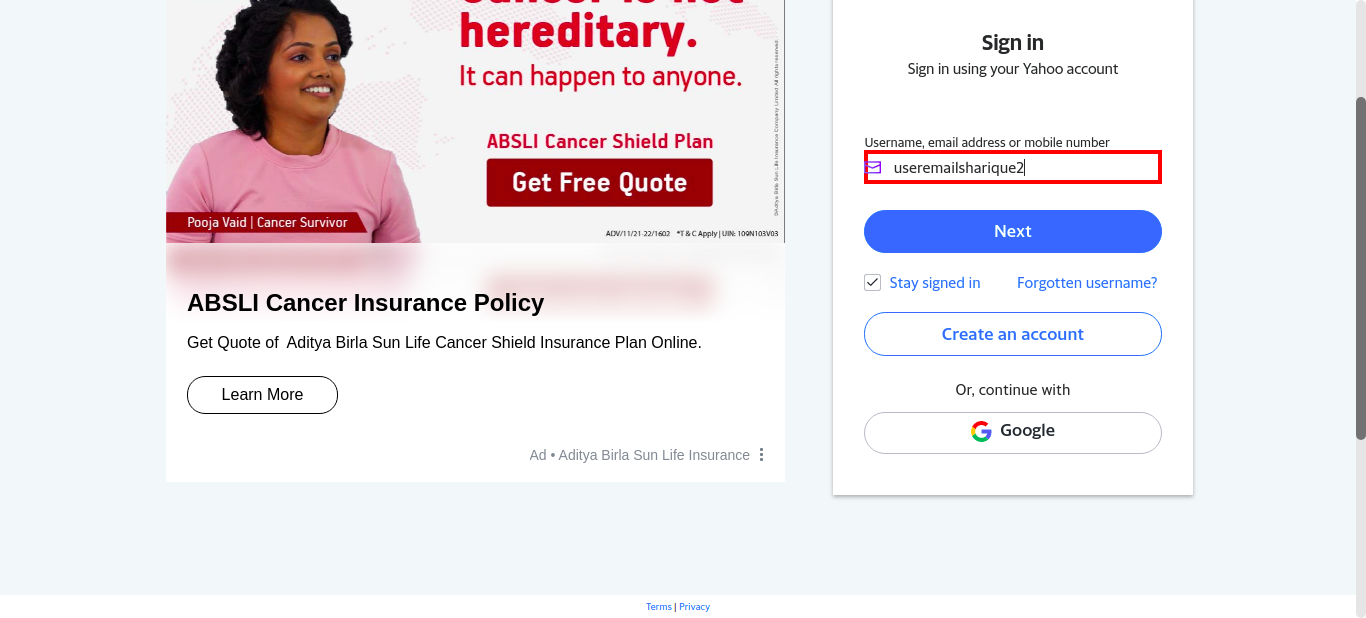 hereditary.
It can happen to anyone.
ABSLI Cancer Shield Plan
Get Free Quote
Pooja Vaid | Cancer Survivor
ADV/11/21-22/1602 *T & C Apply | UIN: 109N103V03
ABSLI Cancer Insurance Policy
Get Quote of Aditya Birla Sun Life Cancer Shield Insurance Plan Online.
Learn More
Ad • Aditya Birla Sun Life Insurance
Sign in
Sign in using your Yahoo account
Username, email address or mobile number
useremailsharique2
Next
Stay signed in Forgotten username?
Create an account
Or, continue with
Google
Terms | Privacy